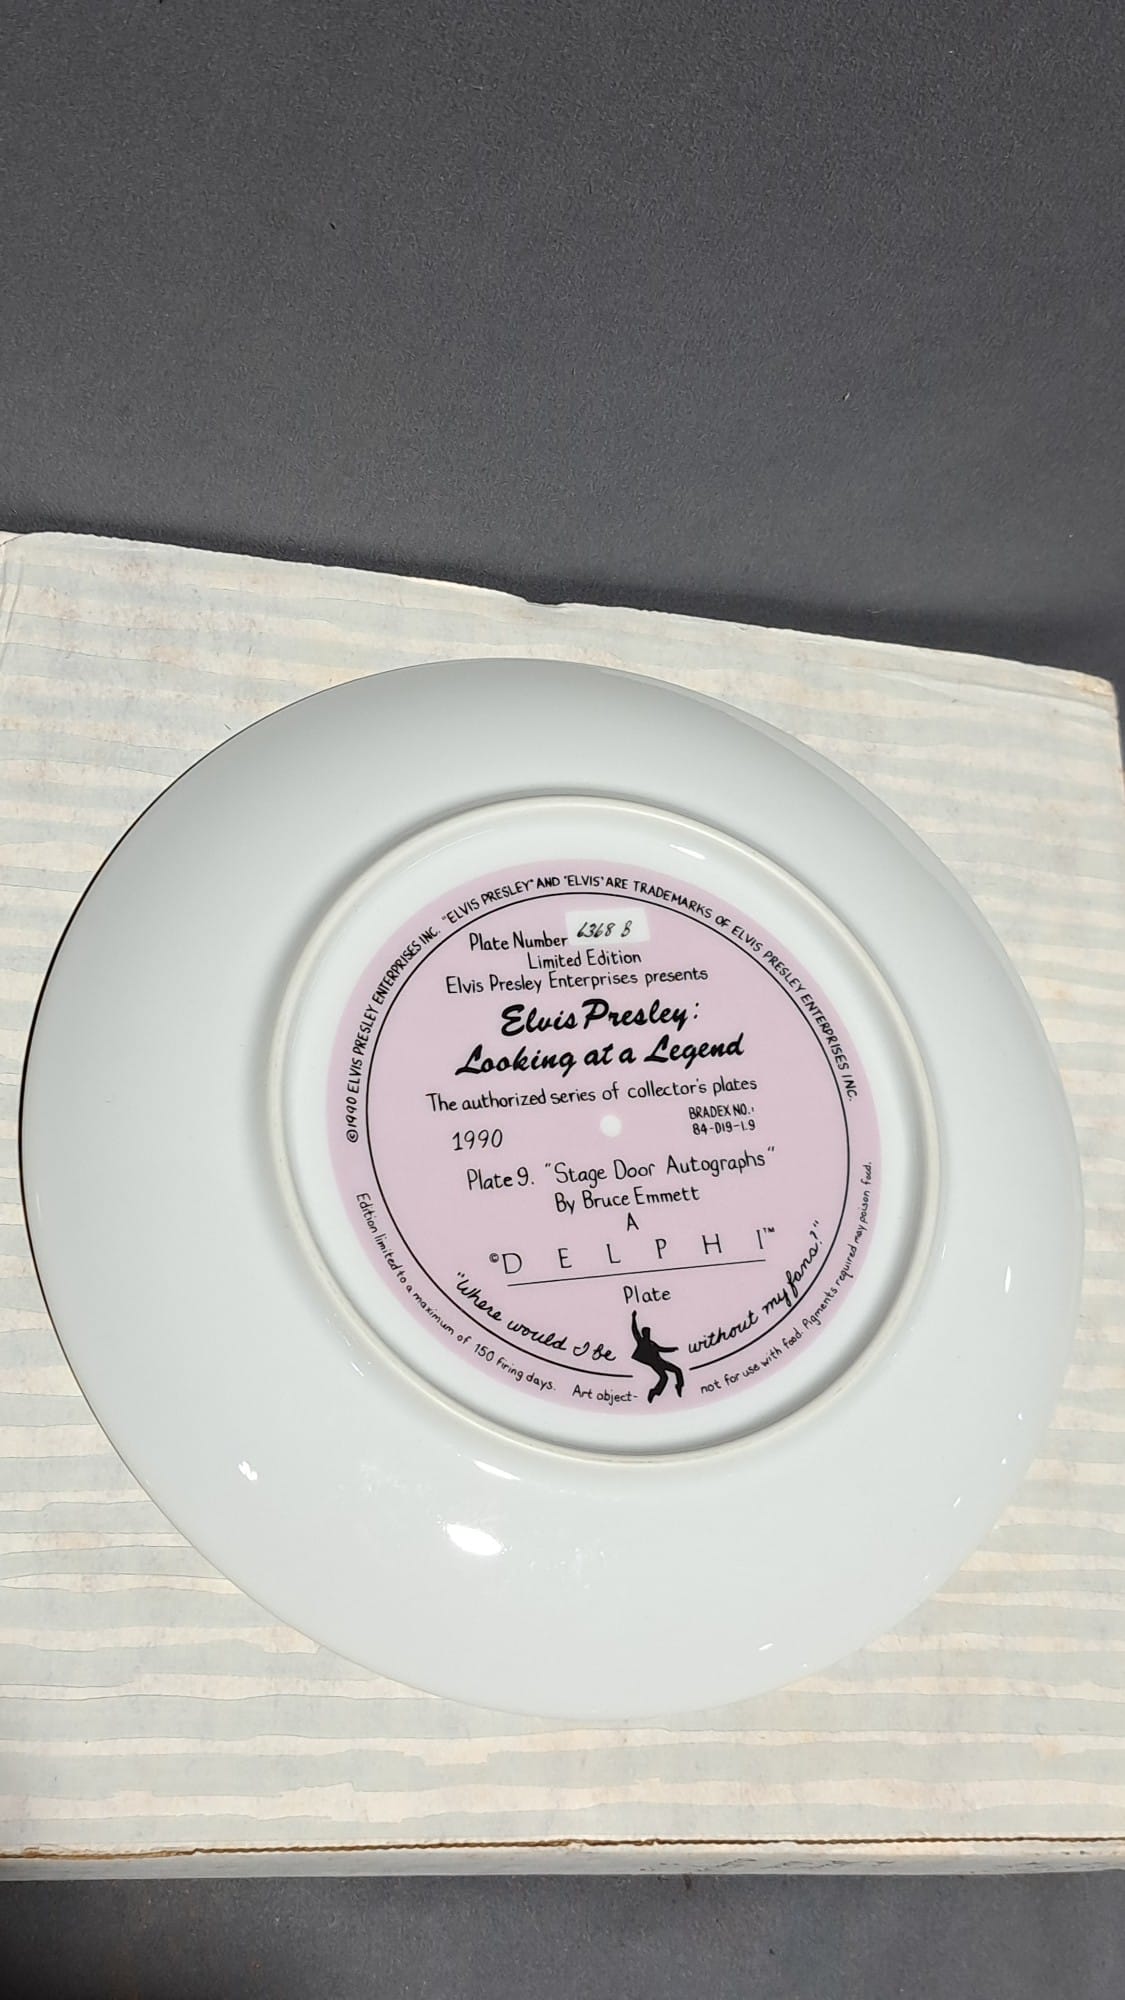 ©1990 ELVIS PRESLEY ENTERPRISES INC. "ELVIS PRESLEY" AND "ELVIS" ARE TRADEMARKS OF ELVIS PRESLEY ENTERPRISES INC.
Plate Number 6368 B
Limited Edition
Elvis Presley Enterprises presents
Elvis Presley:
Looking at a Legend
The authorized series of collector's plates
1990
BRADEX NO.:
84-D19-1.9
Plate 9. "Stage Door Autographs"
By Bruce Emmett
A
©DELPHI™
Plate
"Where would I be without my fans?"
Edition limited to a maximum of 150 firing days. Art object- not for use with food. Pigments required may poison food.